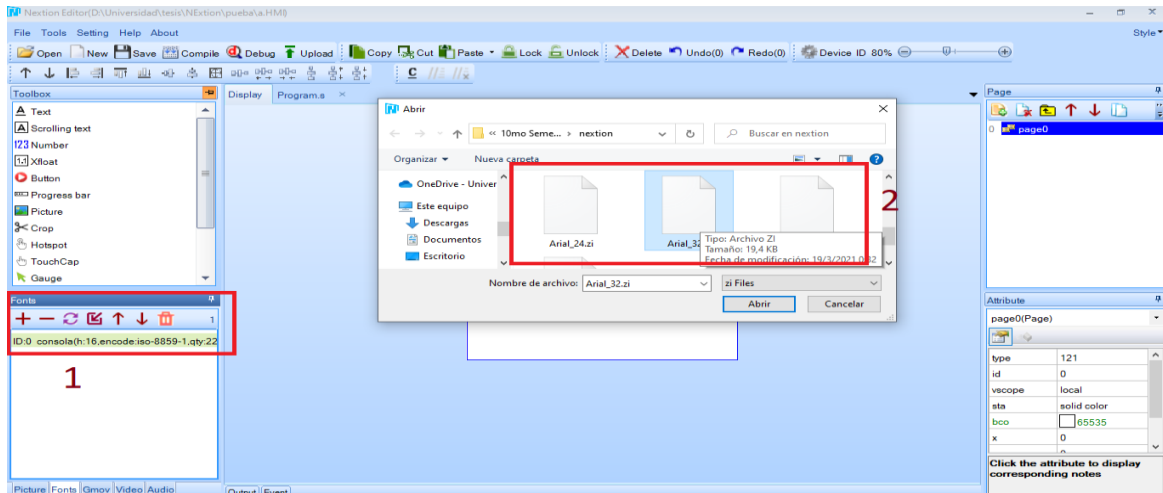 Nextion Editor(D:\Universidad\tesis\NExtion\pueba\a.HMI)
File Tools Setting Help About
Style
Open New Save Compile Debug Upload Copy Cut Paste Lock Unlock Delete Undo(0) Redo(0) Device ID 80%
Toolbox
A Text
A Scrolling text
123 Number
1.1 Xfloat
Button
Progress bar
Picture
Crop
Hotspot
TouchCap
Gauge
Fonts
1
ID:0 consola(h:16,encode:iso-8859-1,qty:22
1
Picture Fonts Gmov Video Audio
Display Program.s
Output Event
Abrir
« 10mo Seme... › nextion
Buscar en nextion
Organizar Nueva carpeta
OneDrive - Univer
Este equipo
Descargas
Documentos
Escritorio
Arial_24.zi
Arial_32
2
Tipo: Archivo ZI
Tamaño: 19,4 KB
Fecha de modificación: 19/3/2021
Nombre de archivo: Arial_32.zi
zi Files
Abrir Cancelar
Page
0 page0
Attribute
page0(Page)
type 121
id 0
vscope local
sta solid color
bco 65535
x 0
Click the attribute to display
corresponding notes